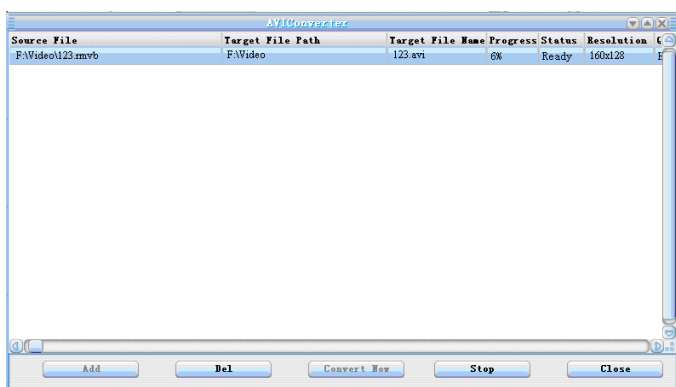 AVIConverter
Source File Target File Path Target File Name Progress Status Resolution
F:\Video\123.rmvb F:\Video 123.avi 6% Ready 160x128
Add Del Convert Now Stop Close